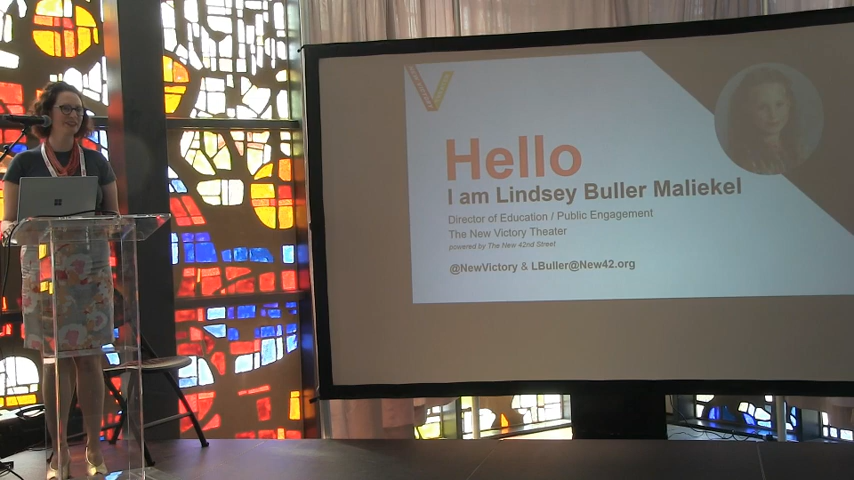 Hello
I am Lindsey Buller Maliekel
Director of Education / Public Engagement
The New Victory Theater
powered by The New 42nd Street
@NewVictory & LBuller@New42.org